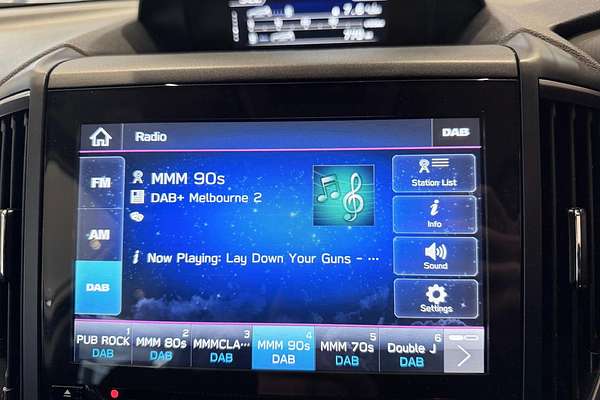 Radio DAB
FM MMM 90s Station List
DAB+ Melbourne 2
AM Info
Now Playing: Lay Down Your Guns - ... Sound
DAB Settings
1 2 3 4 5 6
PUB ROCK MMM 80s MMMCLA... MMM 90s MMM 70s Double J
DAB DAB DAB DAB DAB DAB